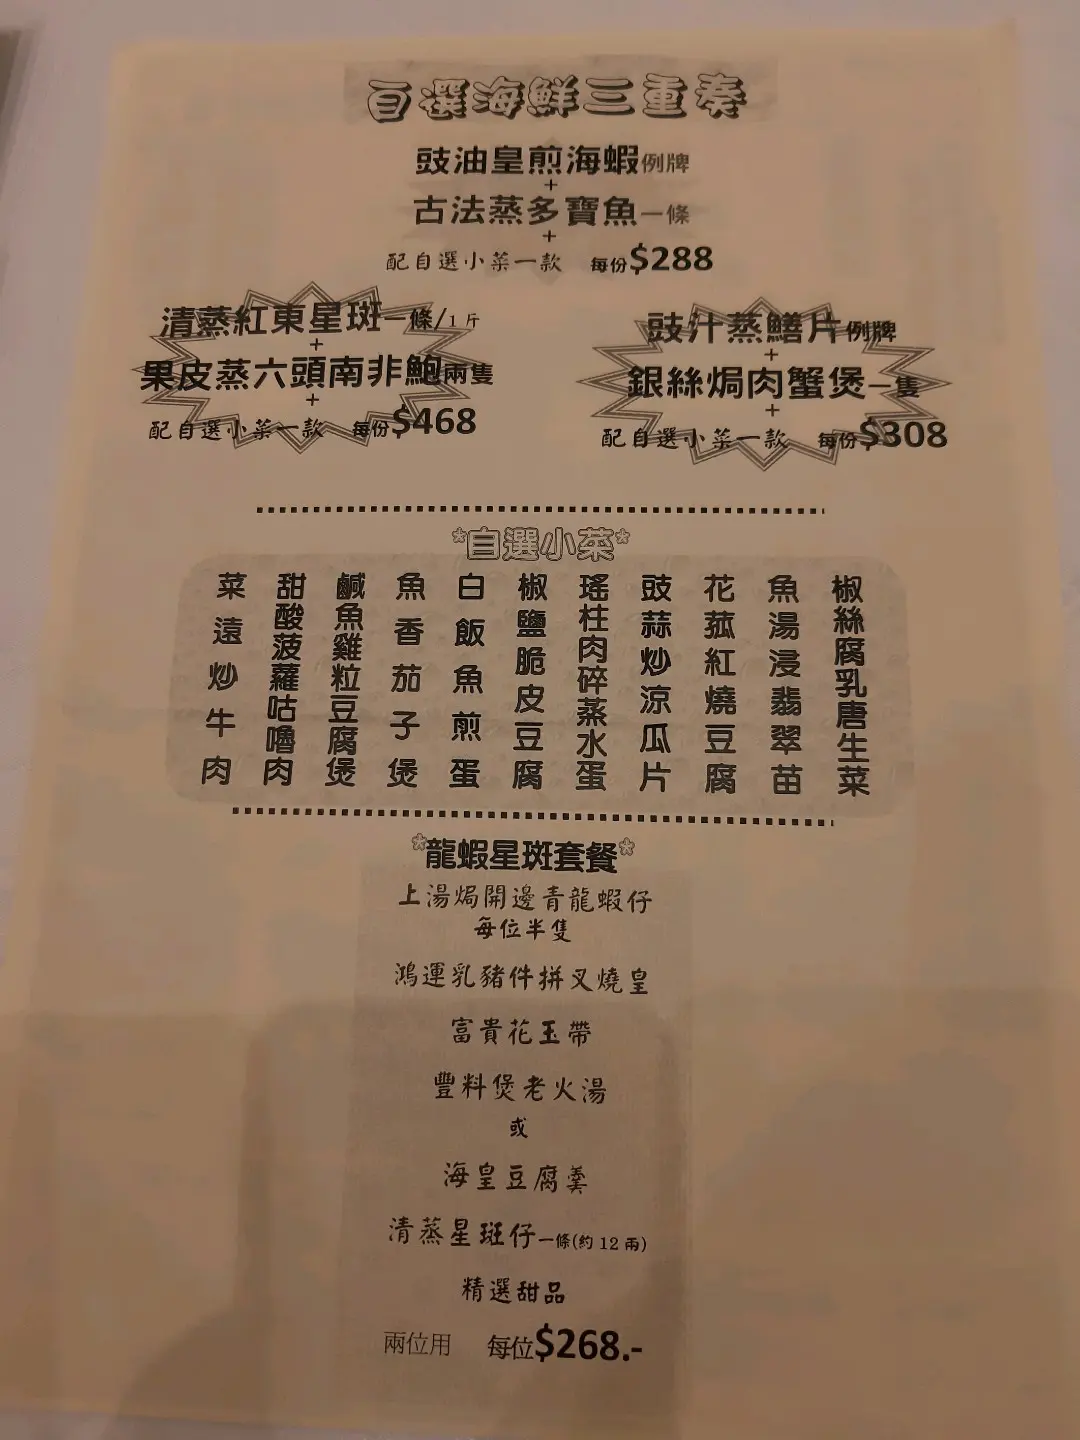 自選海鮮三重奏
豉油皇煎海蝦例牌
+
古法蒸多寶魚一條
+
配自選小菜一款 每份$288
清蒸紅東星斑一條/1斤
+
果皮蒸六頭南非鮑兩隻
+
配自選小菜一款 每份$468
豉汁蒸鱔片例牌
+
銀絲焗肉蟹煲一隻
+
配自選小菜一款 每份$308
*自選小菜*
椒絲腐乳唐生菜
魚湯浸翡翠苗
花菰紅燒豆腐
豉蒜炒涼瓜片
瑤柱肉碎蒸水蛋
椒鹽脆皮豆腐
白飯魚煎蛋
魚香茄子煲
鹹魚雞粒豆腐煲
甜酸菠蘿咕嚕肉
菜遠炒牛肉
*龍蝦星斑套餐*
上湯焗開邊青龍蝦仔
每位半隻
鴻運乳豬件拼叉燒皇
富貴花玉帶
豐料煲老火湯
或
海皇豆腐羹
清蒸星斑仔一條(約 12 兩)
精選甜品
兩位用 每位$268.-